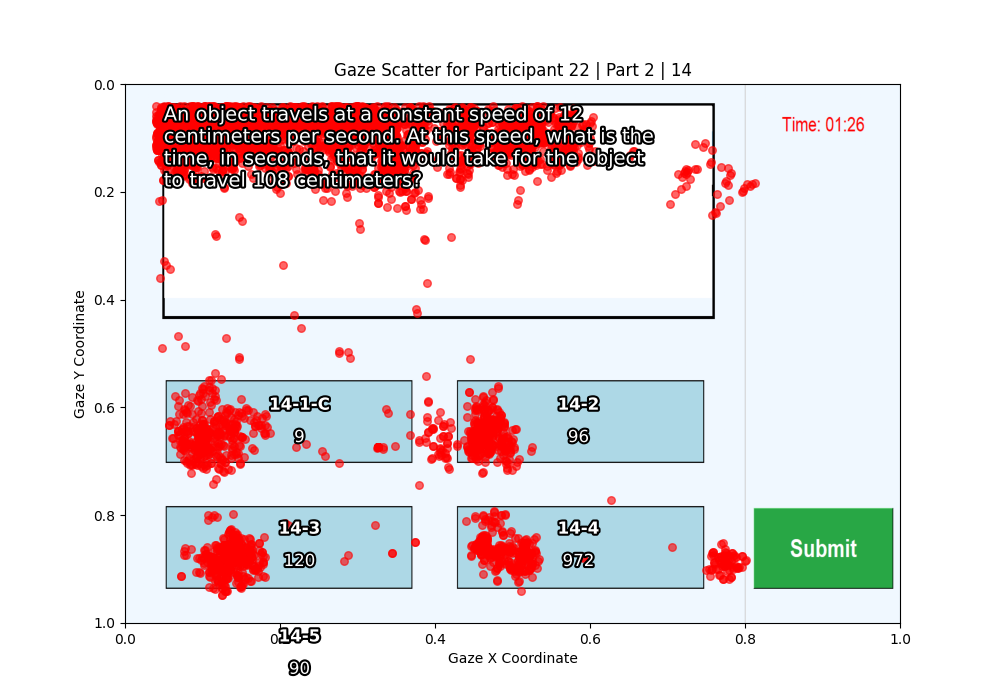 Gaze Scatter for Participant 22 | Part 2 | 14
An object travels at a constant speed of 12
centimeters per second. At this speed, what is the
time, in seconds, that it would take for the object
to travel 108 centimeters?
Time: 01:26
0.0
0.2
0.4
0.6
0.8
1.0
Gaze Y Coordinate
14-1-C
9
14-2
96
14-3
120
14-4
972
Submit
14-5
90
0.0
0.2
0.4
0.6
0.8
1.0
Gaze X Coordinate